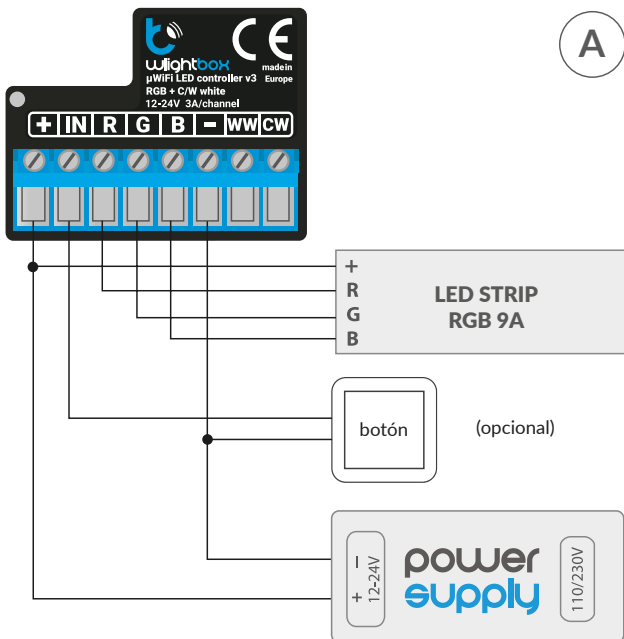 A
wlightbox
made in
Europe
µWiFi LED controller v3
RGB + C/W white
12-24V 3A/channel
CE
+ IN R G B - WW CW
+
R
G
B
LED STRIP
RGB 9A
botón
(opcional)
- +
12-24V
power
supply
110/230V